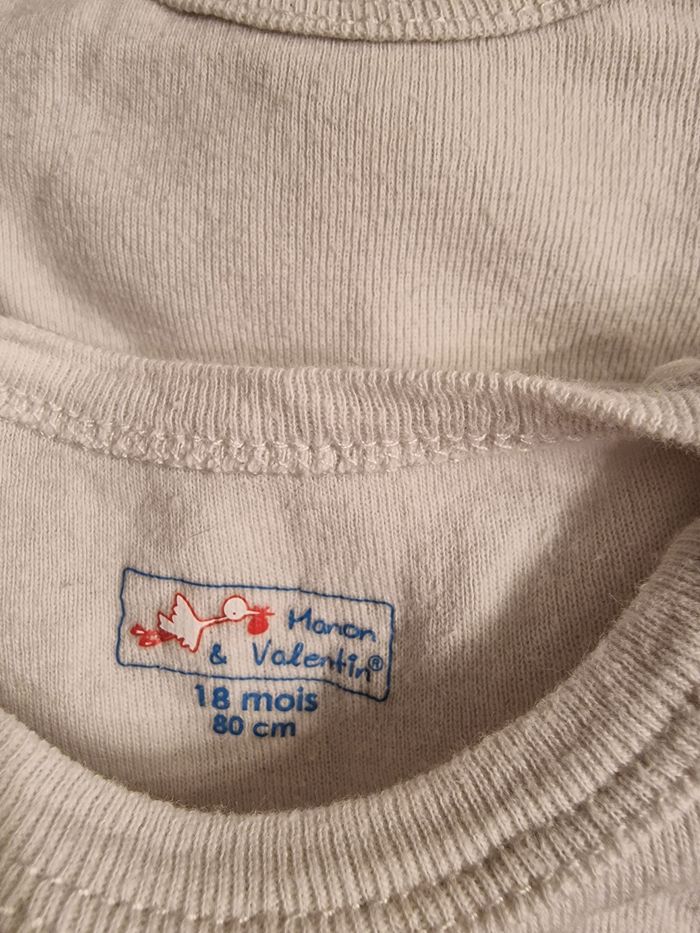 Manon
& Valentin®
18 mois
80 cm